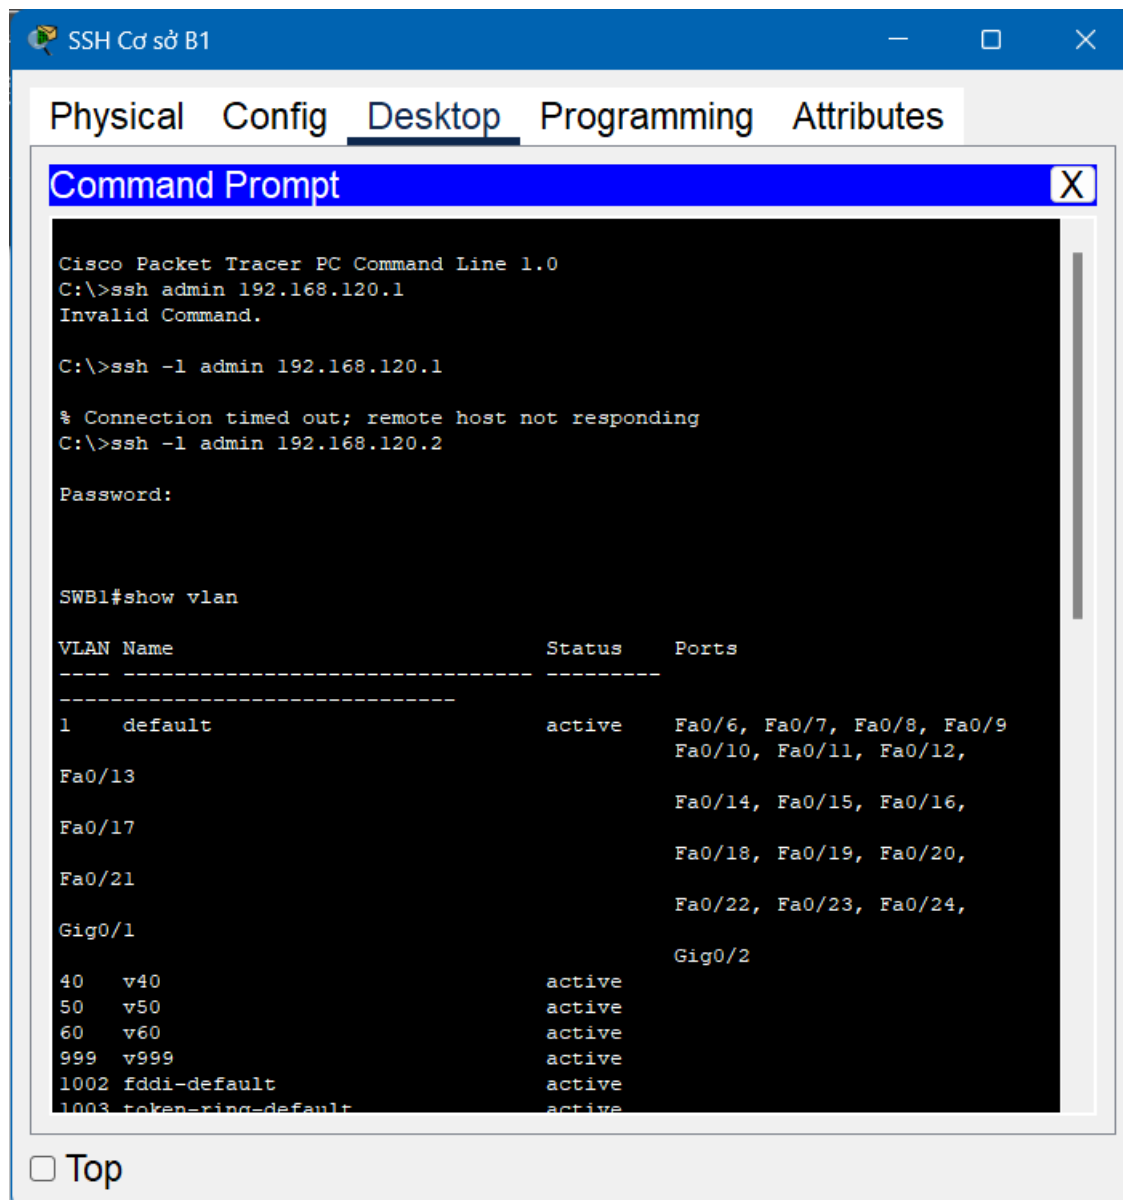 SSH Cơ sở B1
Physical Config Desktop Programming Attributes
Command Prompt X
Cisco Packet Tracer PC Command Line 1.0
C:\>ssh admin 192.168.120.1
Invalid Command.
C:\>ssh -l admin 192.168.120.1
% Connection timed out; remote host not responding
C:\>ssh -l admin 192.168.120.2
Password:
SWB1#show vlan
VLAN Name Status Ports
---- -------------------------------- --------- 
-------------------------------
1 default active Fa0/6, Fa0/7, Fa0/8, Fa0/9
Fa0/10, Fa0/11, Fa0/12,
Fa0/13
Fa0/14, Fa0/15, Fa0/16,
Fa0/17
Fa0/18, Fa0/19, Fa0/20,
Fa0/21
Fa0/22, Fa0/23, Fa0/24,
Gig0/1
Gig0/2
40 v40 active
50 v50 active
60 v60 active
999 v999 active
1002 fddi-default active
1003 token-ring-default active
Top